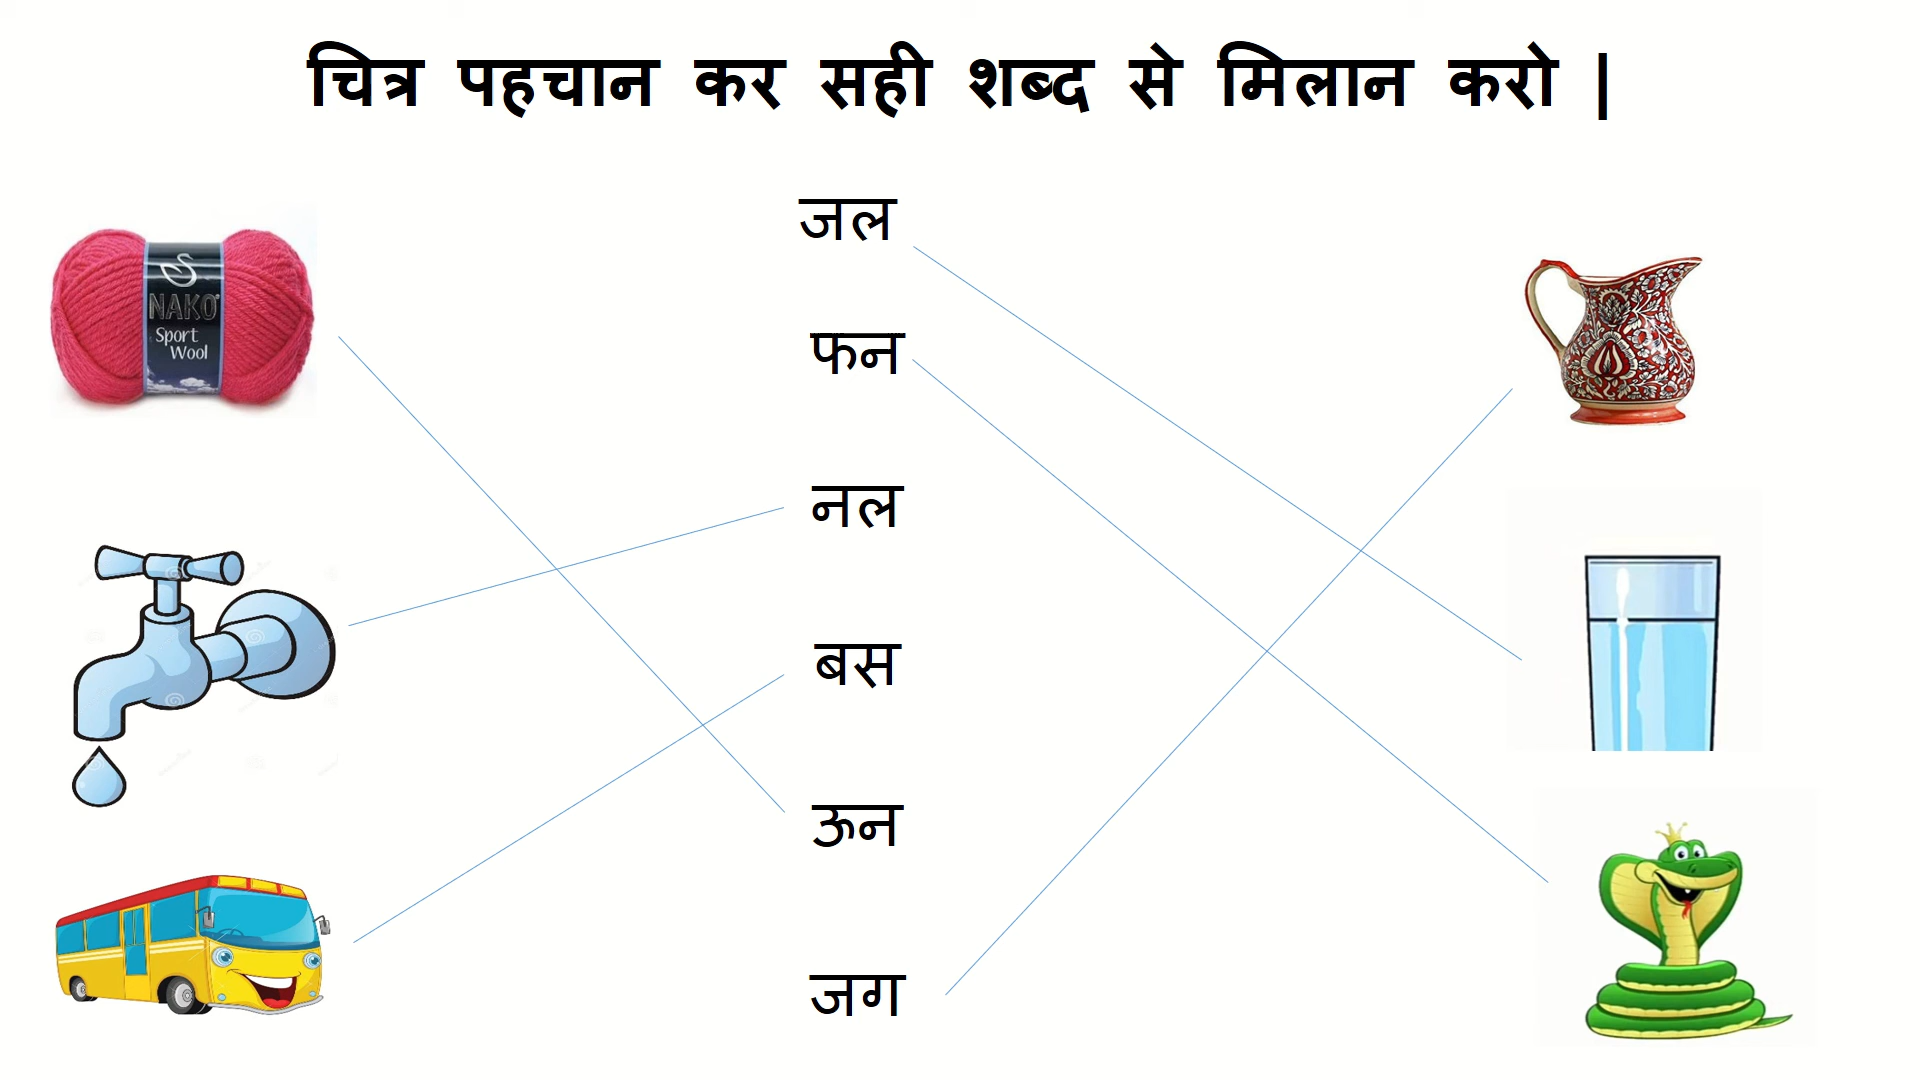 चित्र पहचान कर सही शब्द से मिलान करो |
जल
फन
नल
बस
ऊन
जग
NAKO
Sport
Wool